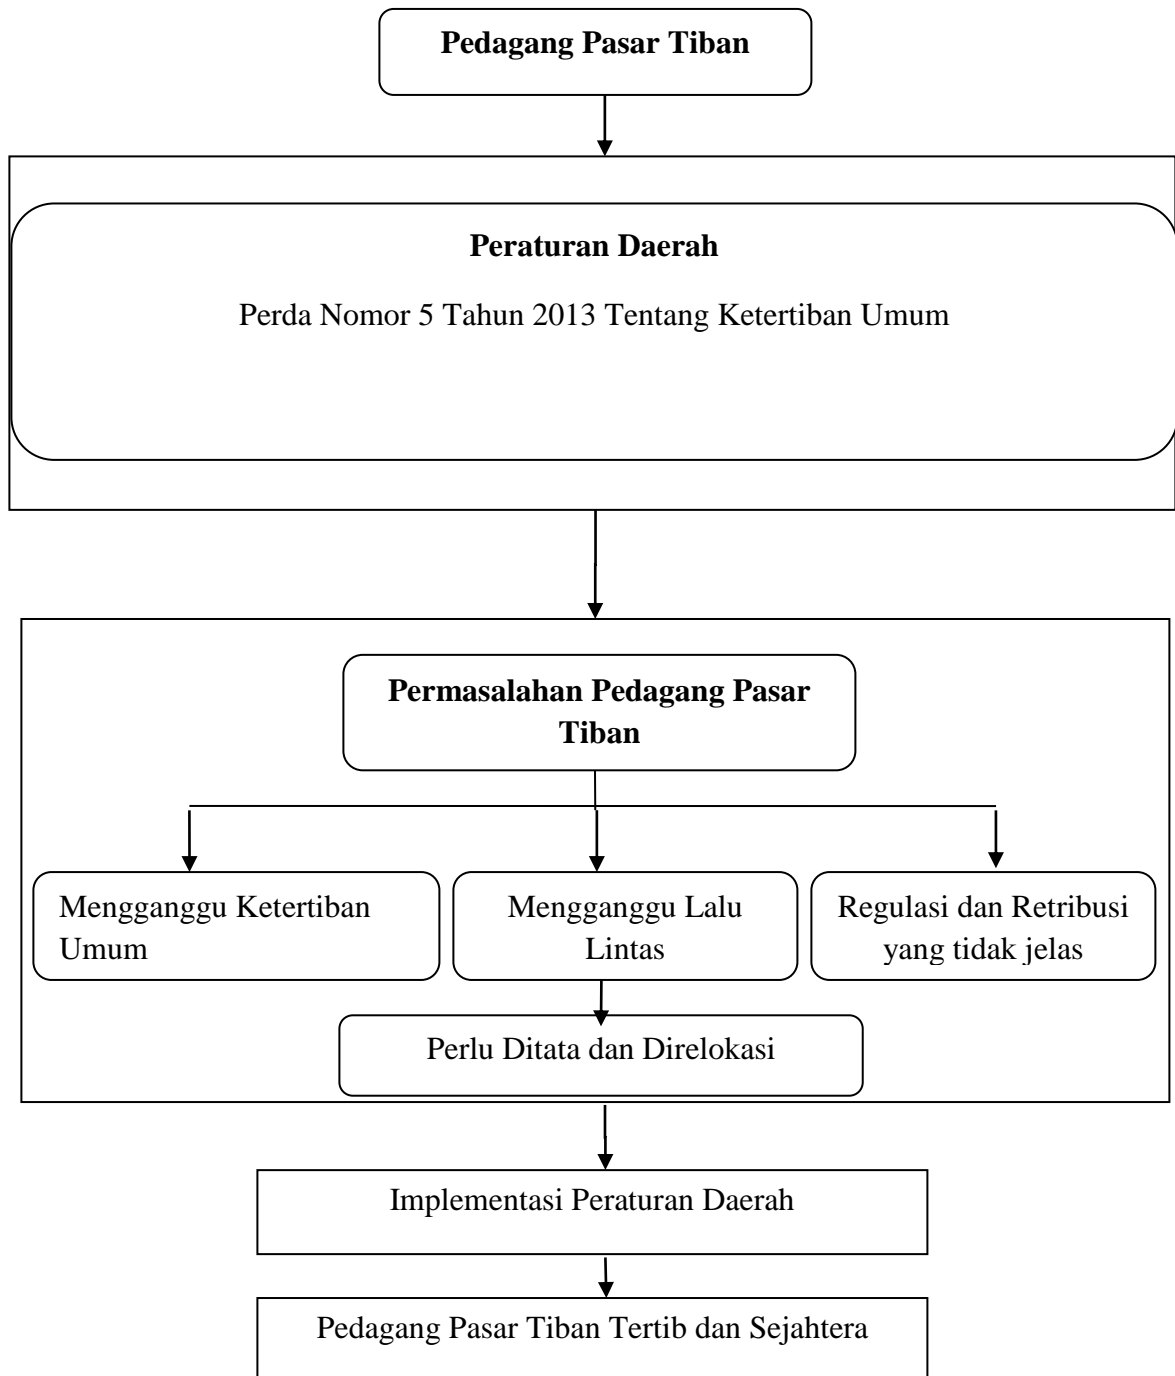 Pedagang Pasar Tiban
Peraturan Daerah
Perda Nomor 5 Tahun 2013 Tentang Ketertiban Umum
Permasalahan Pedagang Pasar
Tiban
Mengganggu Ketertiban
Umum
Mengganggu Lalu
Lintas
Regulasi dan Retribusi
yang tidak jelas
Perlu Ditata dan Direlokasi
Implementasi Peraturan Daerah
Pedagang Pasar Tiban Tertib dan Sejahtera